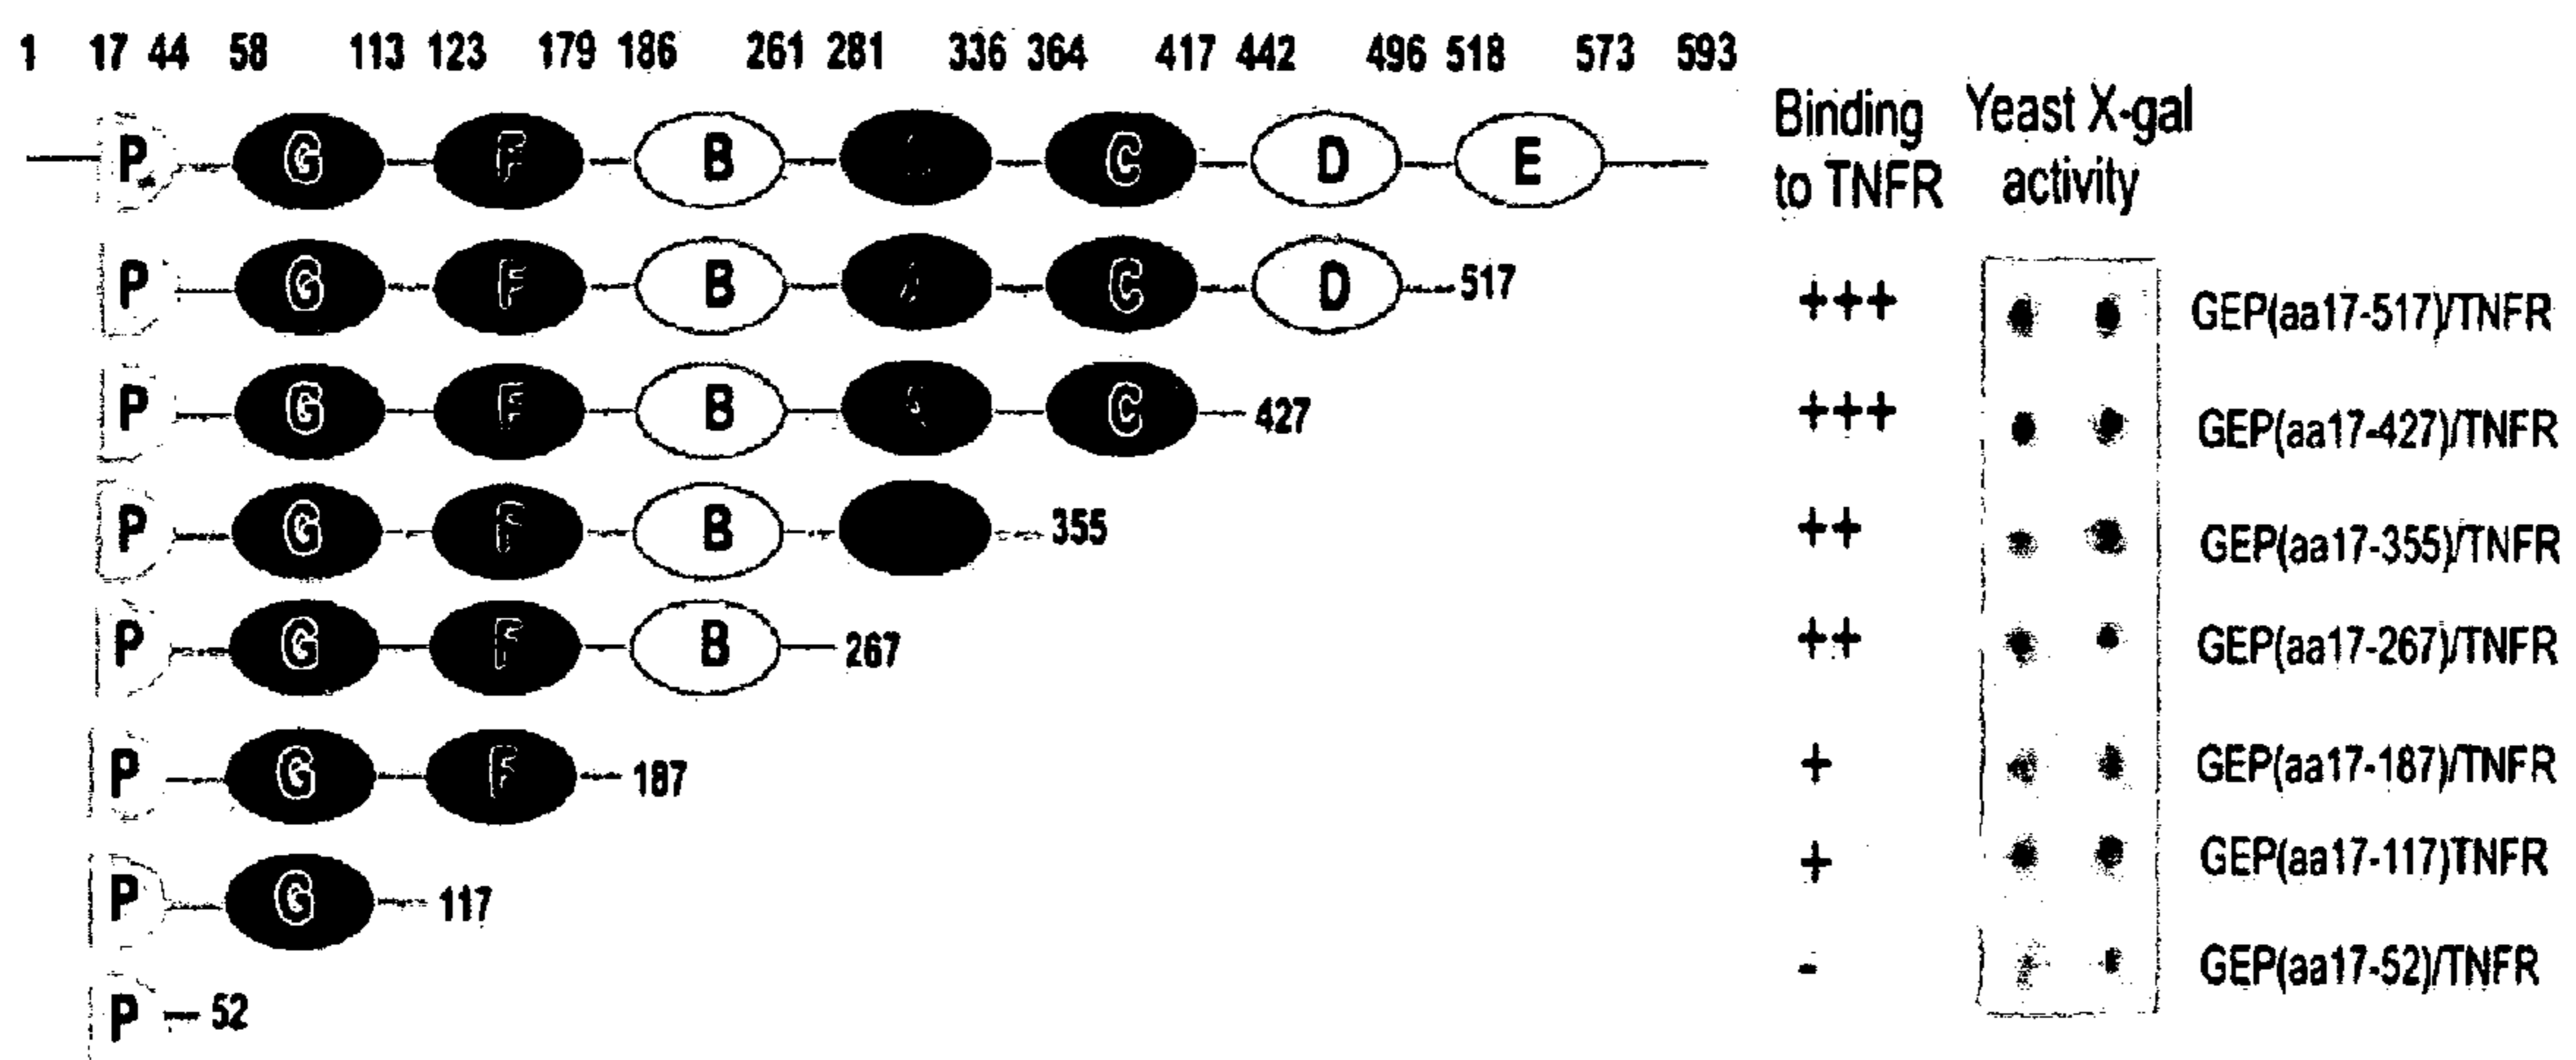 1 17 44 58 113 123 179 186 261 281 336 364 417 442 496 518 573 593
Binding to TNFR
Yeast X-gal activity
P G F B C D E
P G F B A C D 517
+++ GEP(aa17-517)/TNFR
P G F B C 427
+++ GEP(aa17-427)/TNFR
P G F B 355
++ GEP(aa17-355)/TNFR
P G F B 267
++ GEP(aa17-267)/TNFR
P G F 187
+ GEP(aa17-187)/TNFR
P G 117
+ GEP(aa17-117)TNFR
P 52
- GEP(aa17-52)/TNFR